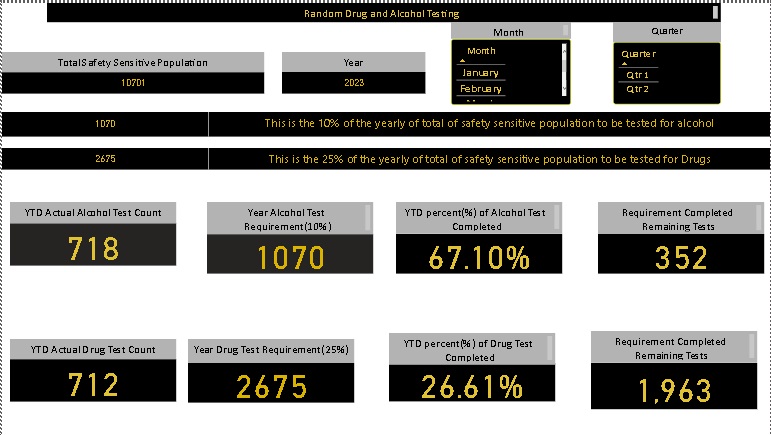 Random Drug and Alcohol Testing
Month
Quarter
Total Safety Sensitive Population
10701
Year
2023
Month
January
February
Quarter
Qtr 1
Qtr 2
1070
This is the 10% of the yearly of total of safety sensitive population to be tested for alcohol
2675
This is the 25% of the yearly of total of safety sensitive population to be tested for Drugs
YTD Actual Alcohol Test Count
718
Year Alcohol Test
Requirement(10%)
1070
YTD percent(%) of Alcohol Test
Completed
67.10%
Requirement Completed
Remaining Tests
352
YTD Actual Drug Test Count
712
Year Drug Test Requirement(25%)
2675
YTD percent(%) of Drug Test
Completed
26.61%
Requirement Completed
Remaining Tests
1,963